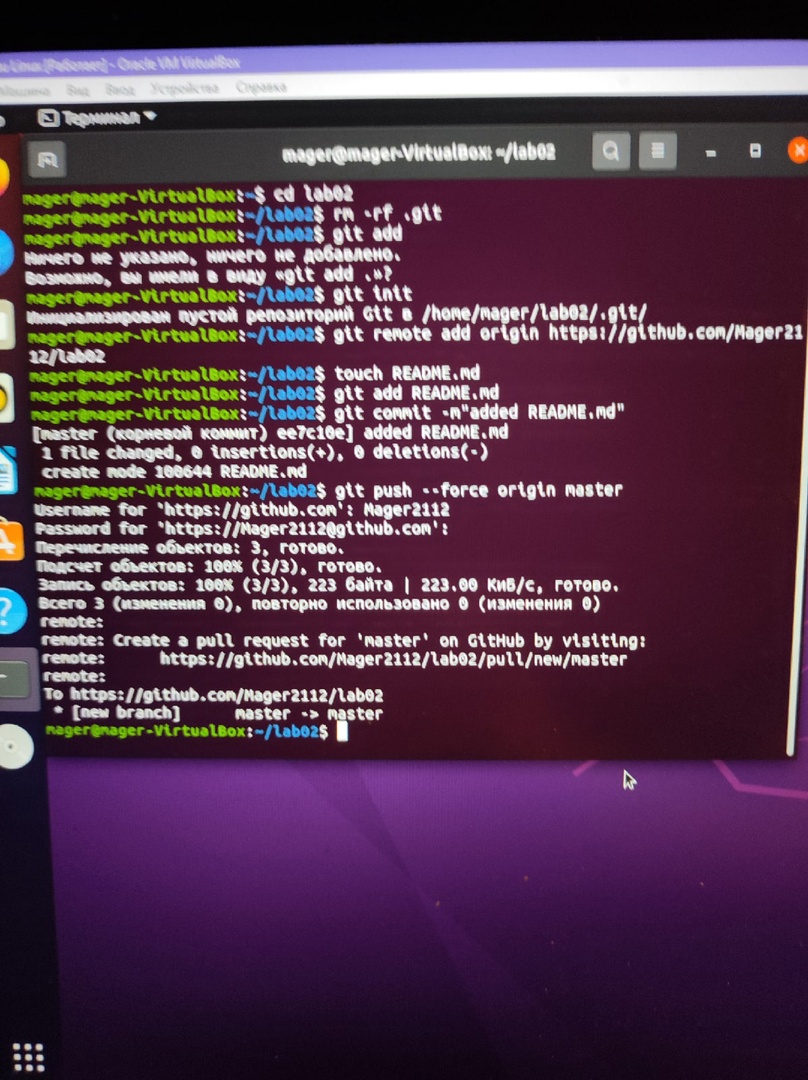 Linux [Работает] - Oracle VM VirtualBox
Машина Вид Ввод Устройства Справка
Терминал
mager@mager-VirtualBox: ~/lab02
mager@mager-VirtualBox:~$ cd lab02
mager@mager-VirtualBox:~/lab02$ rm -rf .git
mager@mager-VirtualBox:~/lab02$ git add
Ничего не указано, ничего не добавлено.
Возможно, вы имели в виду «git add .»?
mager@mager-VirtualBox:~/lab02$ git init
Инициализирован пустой репозиторий Git в /home/mager/lab02/.git/
mager@mager-VirtualBox:~/lab02$ git remote add origin https://github.com/Mager21
12/lab02
mager@mager-VirtualBox:~/lab02$ touch README.md
mager@mager-VirtualBox:~/lab02$ git add README.md
mager@mager-VirtualBox:~/lab02$ git commit -m"added README.md"
[master (корневой коммит) ee7c10e] added README.md
1 file changed, 0 insertions(+), 0 deletions(-)
create mode 100644 README.md
mager@mager-VirtualBox:~/lab02$ git push --force origin master
Username for 'https://github.com': Mager2112
Password for 'https://Mager2112@github.com':
Перечисление объектов: 3, готово.
Подсчет объектов: 100% (3/3), готово.
Запись объектов: 100% (3/3), 223 байта | 223.00 КиБ/с, готово.
Всего 3 (изменения 0), повторно использовано 0 (изменения 0)
remote:
remote: Create a pull request for 'master' on GitHub by visiting:
remote: https://github.com/Mager2112/lab02/pull/new/master
remote:
To https://github.com/Mager2112/lab02
* [new branch] master -> master
mager@mager-VirtualBox:~/lab02$